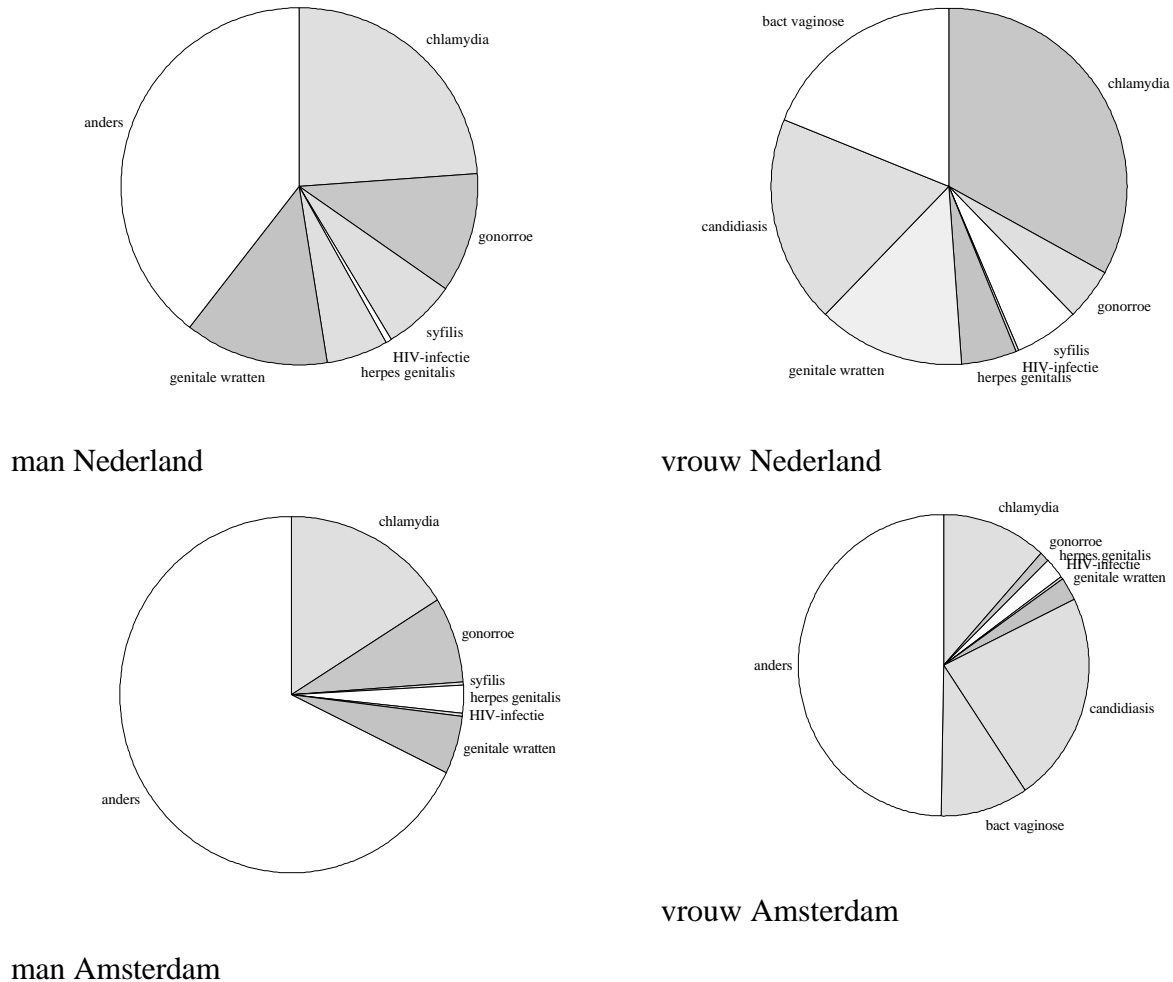 chlamydia
gonorroe
syfilis
HIV-infectie
herpes genitalis
genitale wratten
anders
man Nederland
bact vaginose
chlamydia
gonorroe
syfilis
HIV-infectie
herpes genitalis
genitale wratten
candidiasis
vrouw Nederland
chlamydia
gonorroe
syfilis
herpes genitalis
HIV-infectie
genitale wratten
anders
man Amsterdam
chlamydia
gonorroe
herpes genitalis
HIV-infectie
genitale wratten
candidiasis
bact vaginose
anders
vrouw Amsterdam